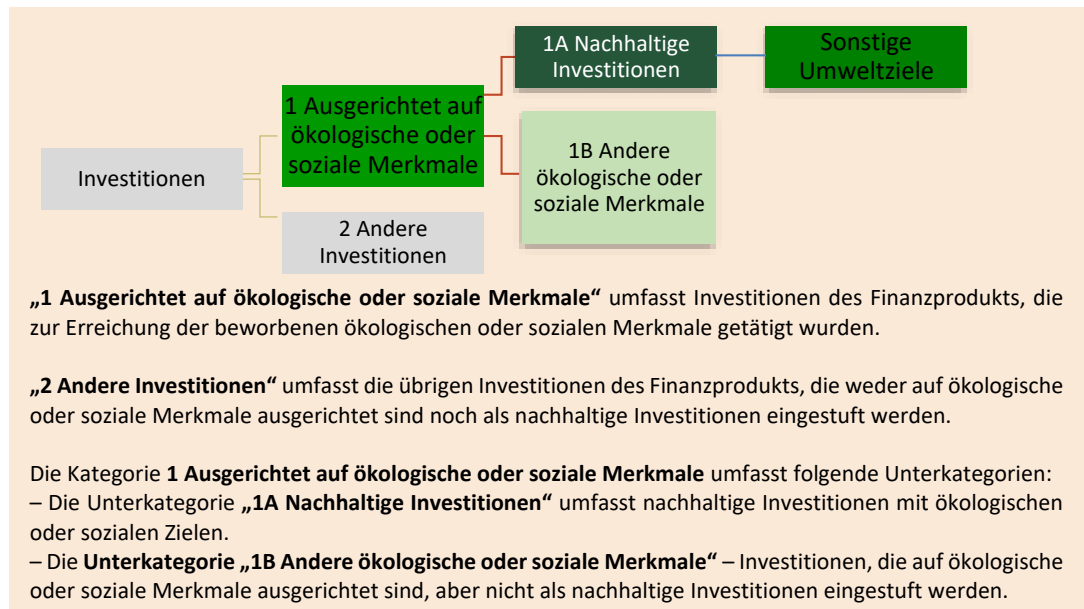 1A Nachhaltige
Investitionen
Sonstige
Umweltziele
1 Ausgerichtet auf
ökologische oder
soziale Merkmale
1B Andere
ökologische oder
soziale Merkmale
Investitionen
2 Andere
Investitionen
„1 Ausgerichtet auf ökologische oder soziale Merkmale“ umfasst Investitionen des Finanzprodukts, die
zur Erreichung der beworbenen ökologischen oder sozialen Merkmale getätigt wurden.
„2 Andere Investitionen“ umfasst die übrigen Investitionen des Finanzprodukts, die weder auf ökologische
oder soziale Merkmale ausgerichtet sind noch als nachhaltige Investitionen eingestuft werden.
Die Kategorie 1 Ausgerichtet auf ökologische oder soziale Merkmale umfasst folgende Unterkategorien:
– Die Unterkategorie „1A Nachhaltige Investitionen“ umfasst nachhaltige Investitionen mit ökologischen
oder sozialen Zielen.
– Die Unterkategorie „1B Andere ökologische oder soziale Merkmale“ – Investitionen, die auf ökologische
oder soziale Merkmale ausgerichtet sind, aber nicht als nachhaltige Investitionen eingestuft werden.